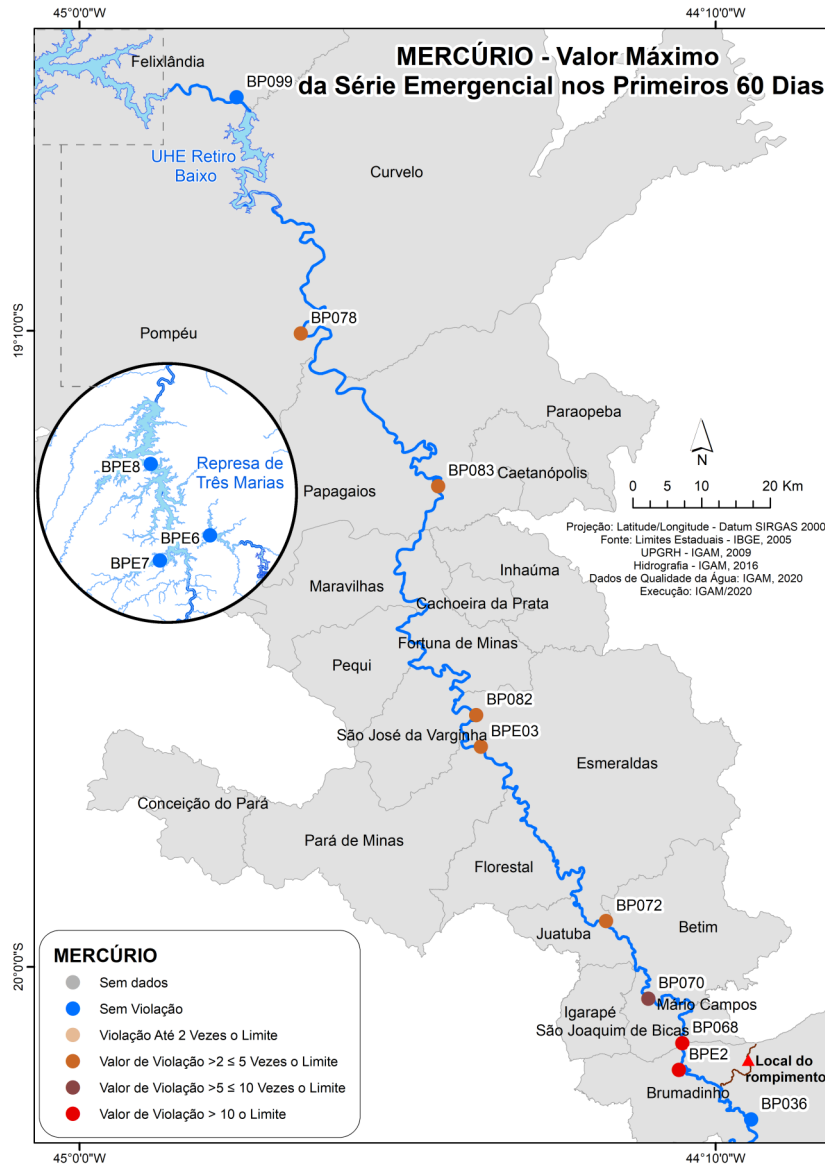 45°0'0"W
44°10'0"W
MERCÚRIO - Valor Máximo
da Série Emergencial nos Primeiros 60 Dias
Felixlândia
BP099
UHE Retiro
Baixo
Curvelo
19°10'0"S
BP078
Pompéu
Paraopeba
BP083
Caetanópolis
Papagaios
N
0 5 10 20 Km
Projeção: Latitude/Longitude - Datum SIRGAS 2000
Fonte: Limites Estaduais - IBGE, 2005
UPGRH - IGAM, 2009
Hidrografia - IGAM, 2016
Dados de Qualidade da Água: IGAM, 2020
Execução: IGAM/2020
BPE8
Represa de
Três Marias
BPE6
BPE7
Inhaúma
Maravilhas
Cachoeira da Prata
Fortuna de Minas
Pequi
BP082
São José da Varginha
BPE03
Esmeraldas
Conceição do Pará
Pará de Minas
Florestal
BP072
Juatuba
Betim
20°0'0"S
BP070
Igarapé
Mário Campos
São Joaquim de Bicas
BP068
BPE2
Local do
rompimento
Brumadinho
BP036
MERCÚRIO
Sem dados
Sem Violação
Violação Até 2 Vezes o Limite
Valor de Violação >2 ≤ 5 Vezes o Limite
Valor de Violação >5 ≤ 10 Vezes o Limite
Valor de Violação > 10 o Limite
45°0'0"W
44°10'0"W